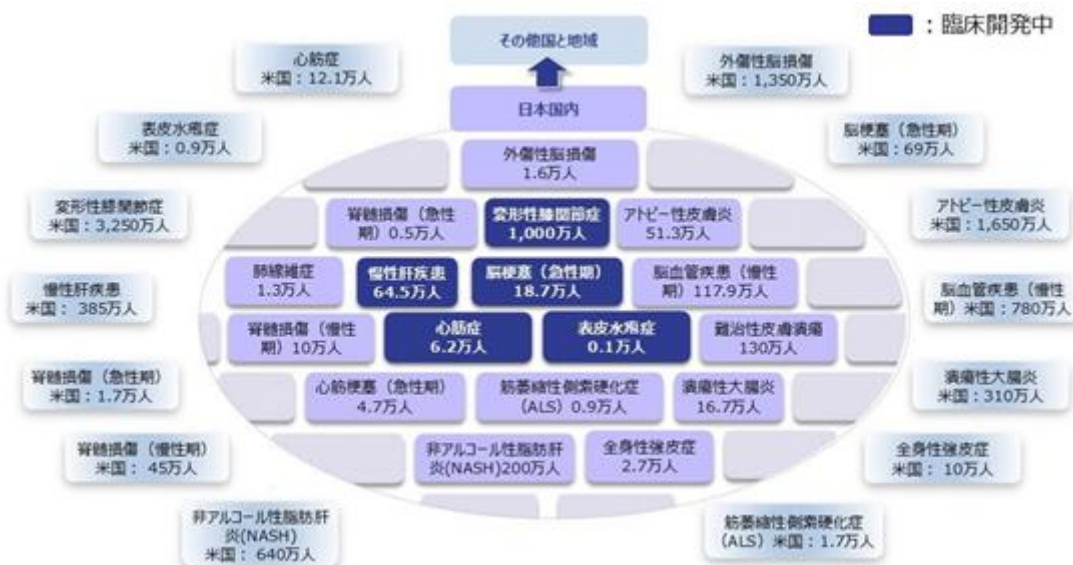 ：臨床開発中
その他国と地域
心筋症
米国：12.1万人
外傷性脳損傷
米国：1,350万人
日本国内
表皮水疱症
米国：0.9万人
脳梗塞（急性期）
米国：69万人
外傷性脳損傷
1.6万人
変形性膝関節症
米国：3,250万人
脊髄損傷（急性
期）0.5万人
変形性膝関節症
1,000万人
アトピー性皮膚炎
51.3万人
アトピー性皮膚炎
米国：1,650万人
慢性肝疾患
米国： 385万人
肺線維症
1.3万人
慢性肝疾患
64.5万人
脳梗塞（急性期）
18.7万人
脳血管疾患（慢性
期）117.9万人
脳血管疾患（慢性
期）米国：780万人
脊髄損傷（慢性
期）10万人
心筋症
6.2万人
表皮水疱症
0.1万人
難治性皮膚潰瘍
130万人
脊髄損傷（急性期）
米国：1.7万人
心筋梗塞（急性期）
4.7万人
筋萎縮性側索硬化症
（ALS）0.9万人
潰瘍性大腸炎
16.7万人
潰瘍性大腸炎
米国：310万人
脊髄損傷（慢性期）
米国： 45万人
非アルコール性脂肪肝
炎(NASH)200万人
全身性強皮症
2.7万人
全身性強皮症
米国： 10万人
非アルコール性脂肪肝
炎(NASH)
米国： 640万人
筋萎縮性側索硬化症
（ALS）米国：1.7万人